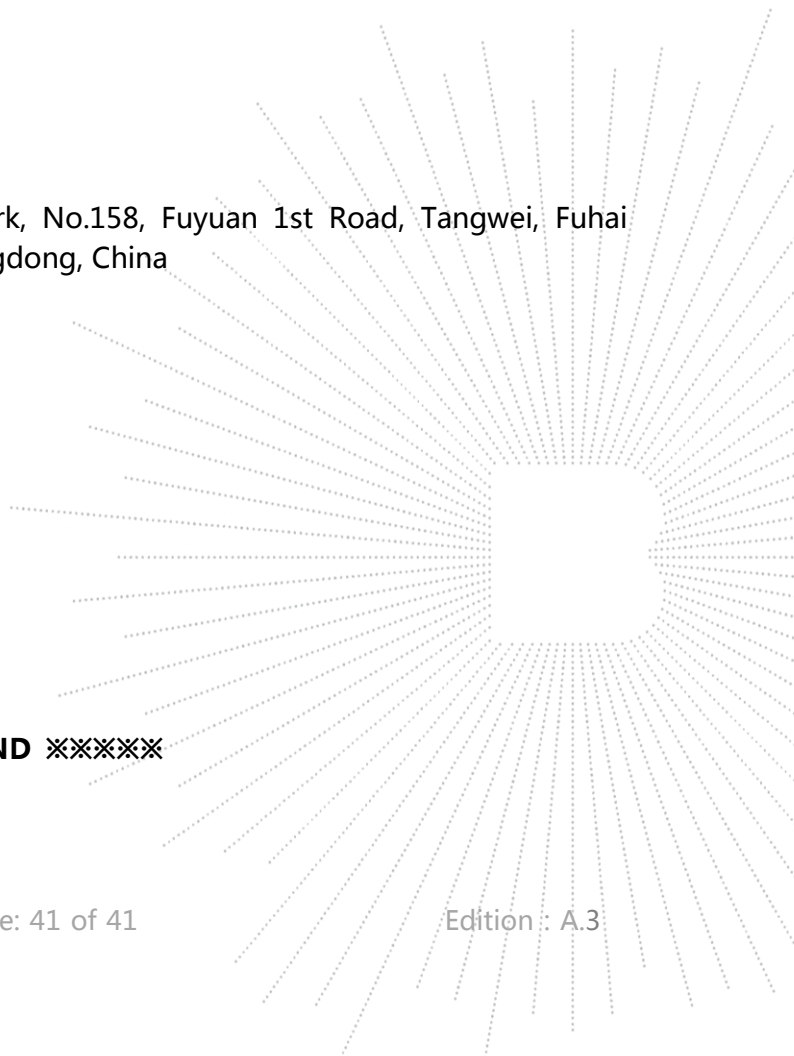 rk, No.158, Fuyuan 1st Road, Tangwei, Fuhai
gdong, China
ND ※※※※※
e: 41 of 41 Edition : A.3